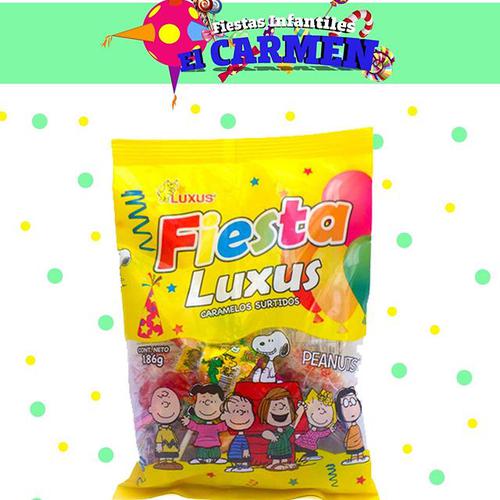 Fiestas Infantiles
El CARMEN
LUXUS
Fiesta
Luxus
CARAMELOS SURTIDOS
CONT. NETO
186g
PEANUTS